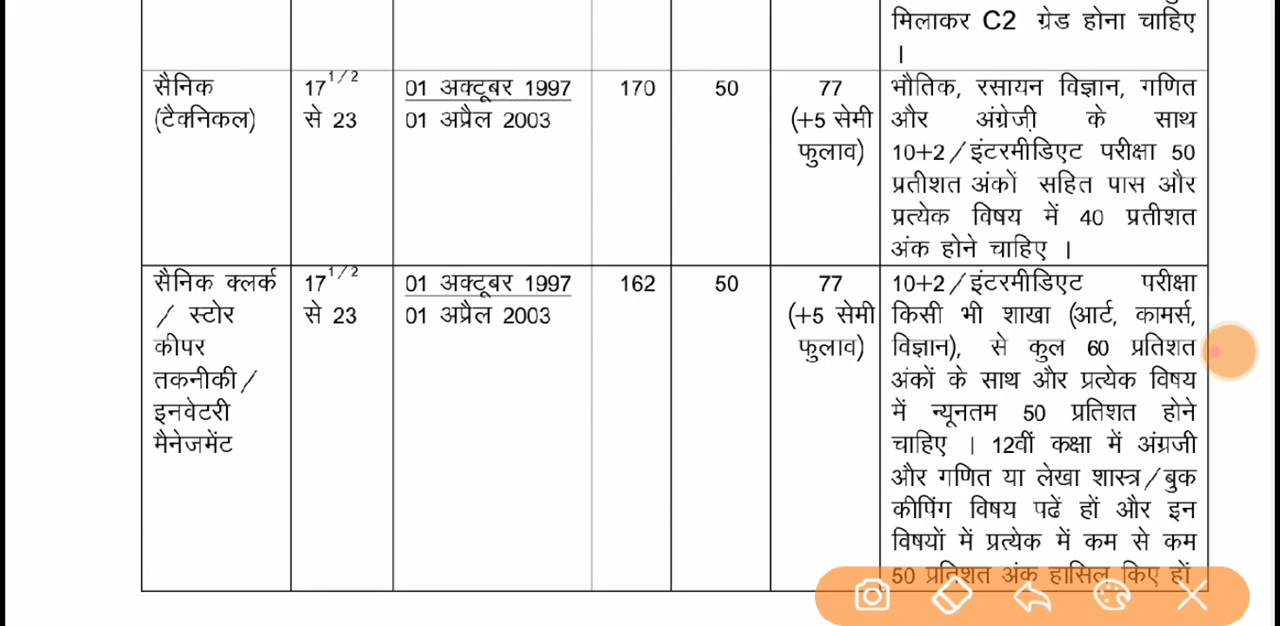 मिलाकर C2 ग्रेड होना चाहिए
।
सैनिक
(टैक्निकल)
17 1/2
से 23
01 अक्टूबर 1997
01 अप्रैल 2003
170
50
77
(+5 सेमी
फुलाव)
भौतिक, रसायन विज्ञान, गणित
और अंग्रेजी के साथ
10+2/इंटरमीडिएट परीक्षा 50
प्रतीशत अंकों सहित पास और
प्रत्येक विषय में 40 प्रतीशत
अंक होने चाहिए ।
सैनिक क्लर्क
/ स्टोर
कीपर
तकनीकी/
इनवेटरी
मैनेजमेंट
17 1/2
से 23
01 अक्टूबर 1997
01 अप्रैल 2003
162
50
77
(+5 सेमी
फुलाव)
10+2/इंटरमीडिएट परीक्षा
किसी भी शाखा (आर्ट, कामर्स,
विज्ञान), से कुल 60 प्रतिशत
अंकों के साथ और प्रत्येक विषय
में न्यूनतम 50 प्रतिशत होने
चाहिए । 12वीं कक्षा में अंग्रजी
और गणित या लेखा शास्त्र/बुक
कीपिंग विषय पढें हों और इन
विषयों में प्रत्येक में कम से कम
50 प्रतिशत अंक हासिल किए हों